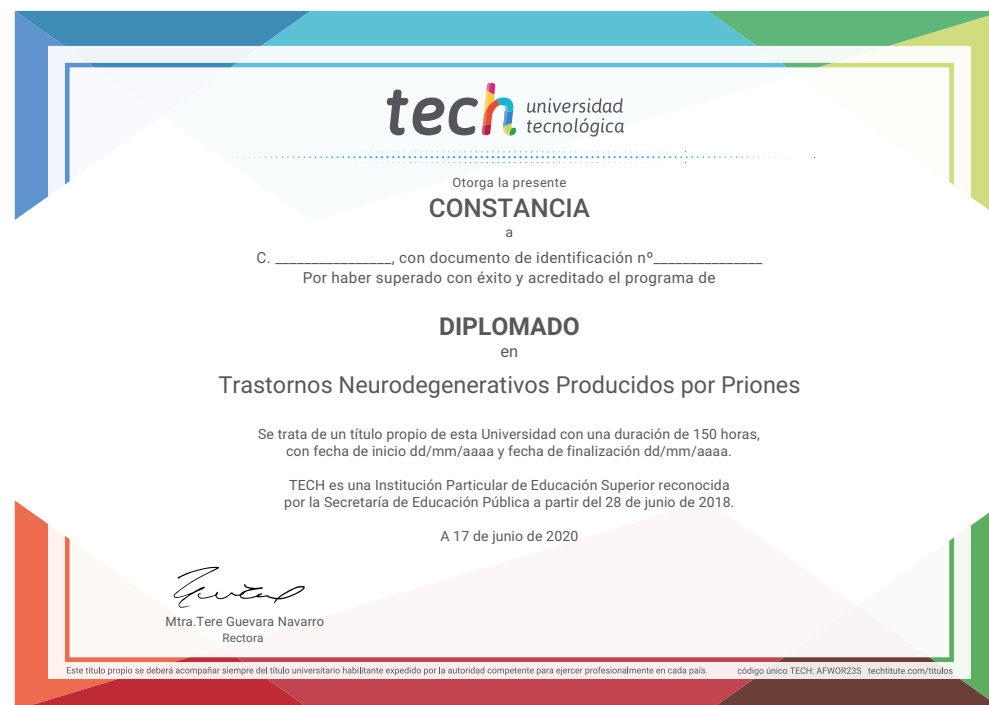 tech universidad
tecnológica
Otorga la presente
CONSTANCIA
a
C. ________________, con documento de identificación nº_______________
Por haber superado con éxito y acreditado el programa de
DIPLOMADO
en
Trastornos Neurodegenerativos Producidos por Priones
Se trata de un título propio de esta Universidad con una duración de 150 horas,
con fecha de inicio dd/mm/aaaa y fecha de finalización dd/mm/aaaa.
TECH es una Institución Particular de Educación Superior reconocida
por la Secretaría de Educación Pública a partir del 28 de junio de 2018.
A 17 de junio de 2020
Mtra.Tere Guevara Navarro
Rectora
Este título propio se deberá acompañar siempre del título universitario habilitante expedido por la autoridad competente para ejercer profesionalmente en cada país. código único TECH: AFWOR23S techtitute.com/titulos